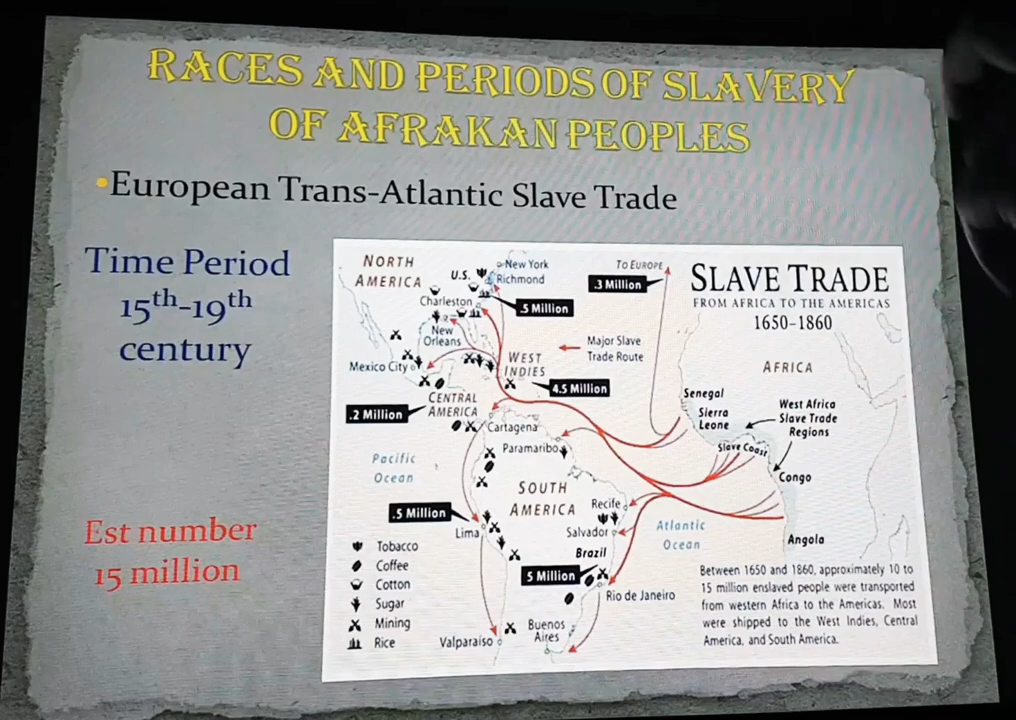 RACES AND PERIODS OF SLAVERY
OF AFRAKAN PEOPLES
•European Trans-Atlantic Slave Trade
Time Period
15th-19th
century
Est number
15 million
SLAVE TRADE
FROM AFRICA TO THE AMERICAS
1650–1860
NORTH
AMERICA
U.S.
New York
Richmond
Charleston
.5 Million
New
Orleans
Mexico City
WEST
INDIES
4.5 Million
Major Slave
Trade Route
TO EUROPE
.3 Million
CENTRAL
AMERICA
.2 Million
Cartagena
Paramaribo
Pacific
Ocean
SOUTH
AMERICA
.5 Million
Lima
Recife
Salvador
Brazil
5 Million
Rio de Janeiro
Buenos
Aires
Valparaiso
Atlantic
Ocean
AFRICA
Senegal
Sierra
Leone
West Africa
Slave Trade
Regions
Slave Coast
Congo
Angola
Tobacco
Coffee
Cotton
Sugar
Mining
Rice
Between 1650 and 1860, approximately 10 to
15 million enslaved people were transported
from western Africa to the Americas. Most
were shipped to the West Indies, Central
America, and South America.